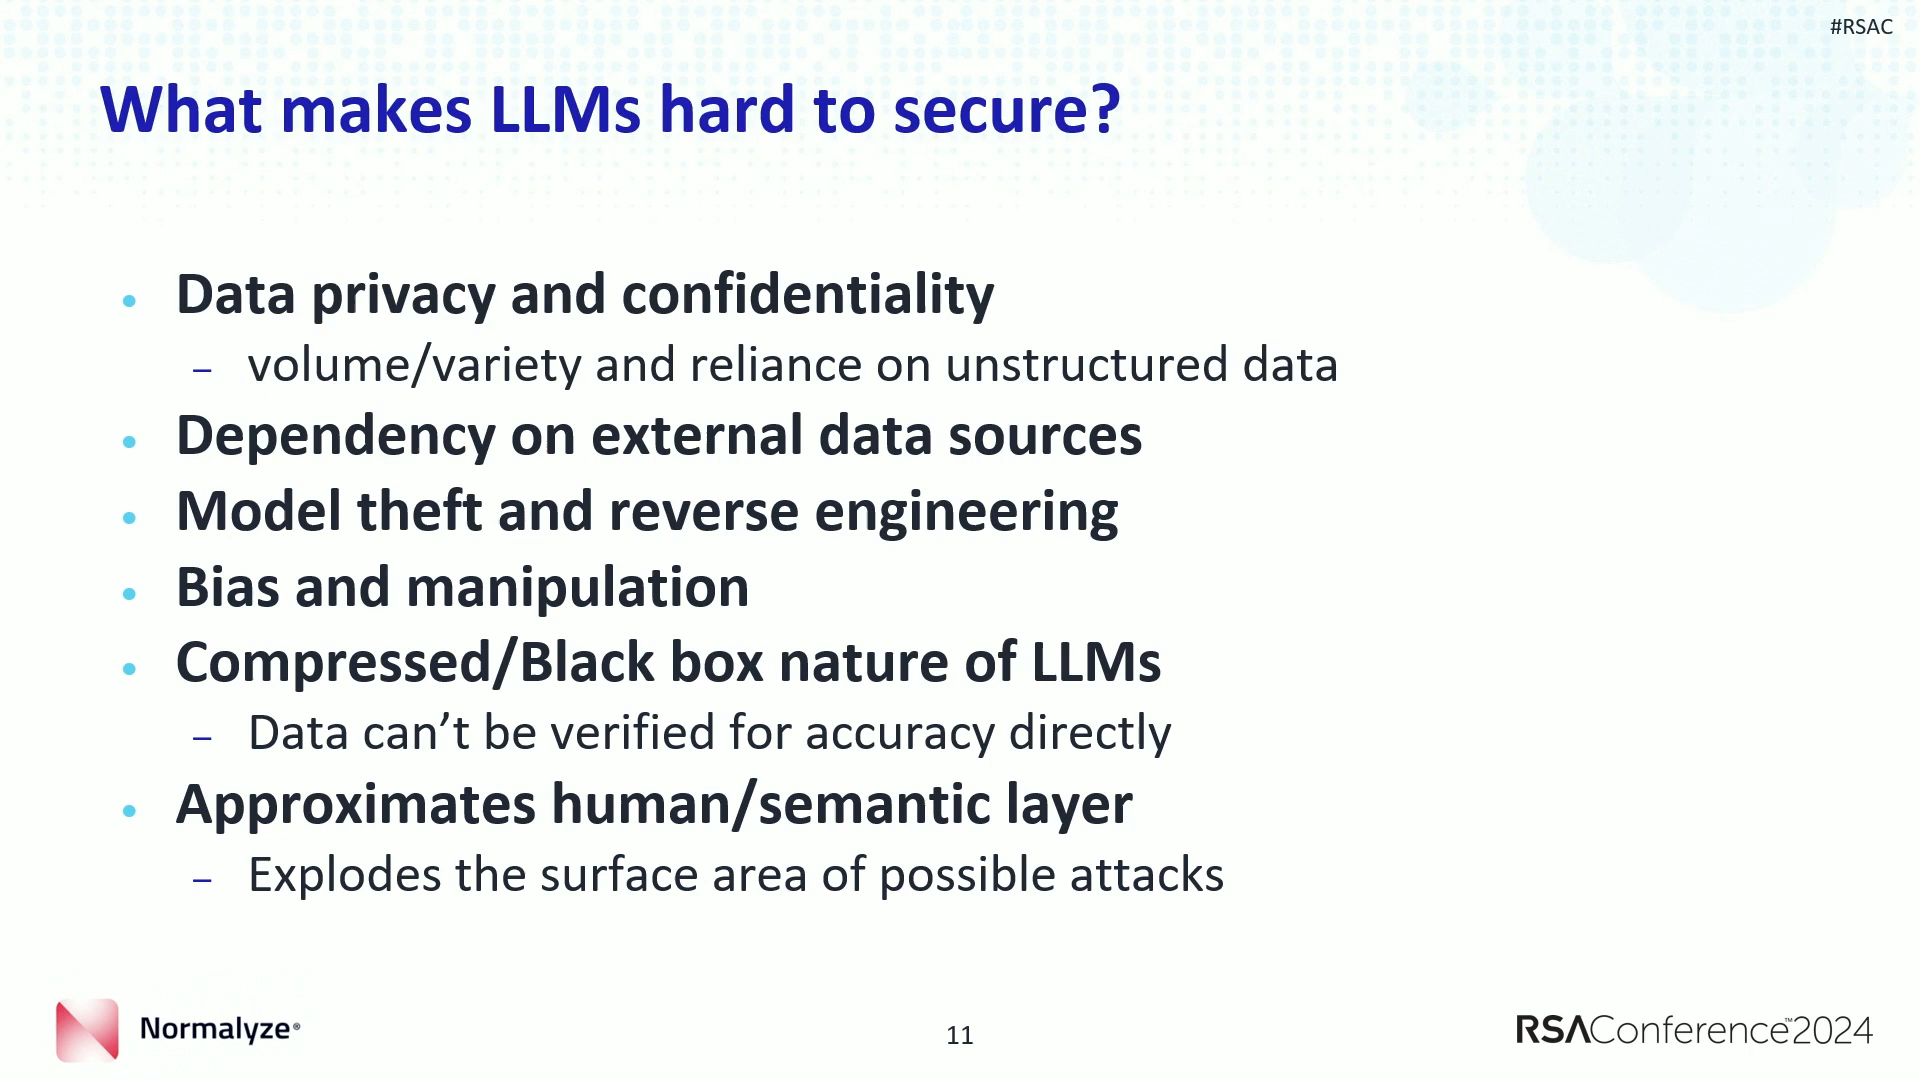 #RSAC
What makes LLMs hard to secure?
• Data privacy and confidentiality
– volume/variety and reliance on unstructured data
• Dependency on external data sources
• Model theft and reverse engineering
• Bias and manipulation
• Compressed/Black box nature of LLMs
– Data can’t be verified for accuracy directly
• Approximates human/semantic layer
– Explodes the surface area of possible attacks
Normalyze®
11
RSAConference™2024